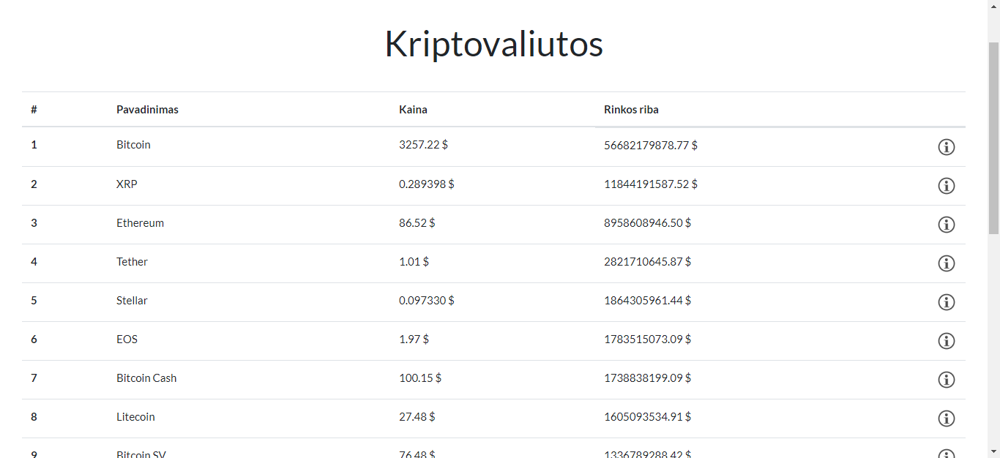 Kriptovaliutos
# Pavadinimas Kaina Rinkos riba
1 Bitcoin 3257.22 $ 56682179878.77 $
2 XRP 0.289398 $ 11844191587.52 $
3 Ethereum 86.52 $ 8958608946.50 $
4 Tether 1.01 $ 2821710645.87 $
5 Stellar 0.097330 $ 1864305961.44 $
6 EOS 1.97 $ 1783515073.09 $
7 Bitcoin Cash 100.15 $ 1738838199.09 $
8 Litecoin 27.48 $ 1605093534.91 $
9 Bitcoin SV 76.48 $ 1336789288.42 $